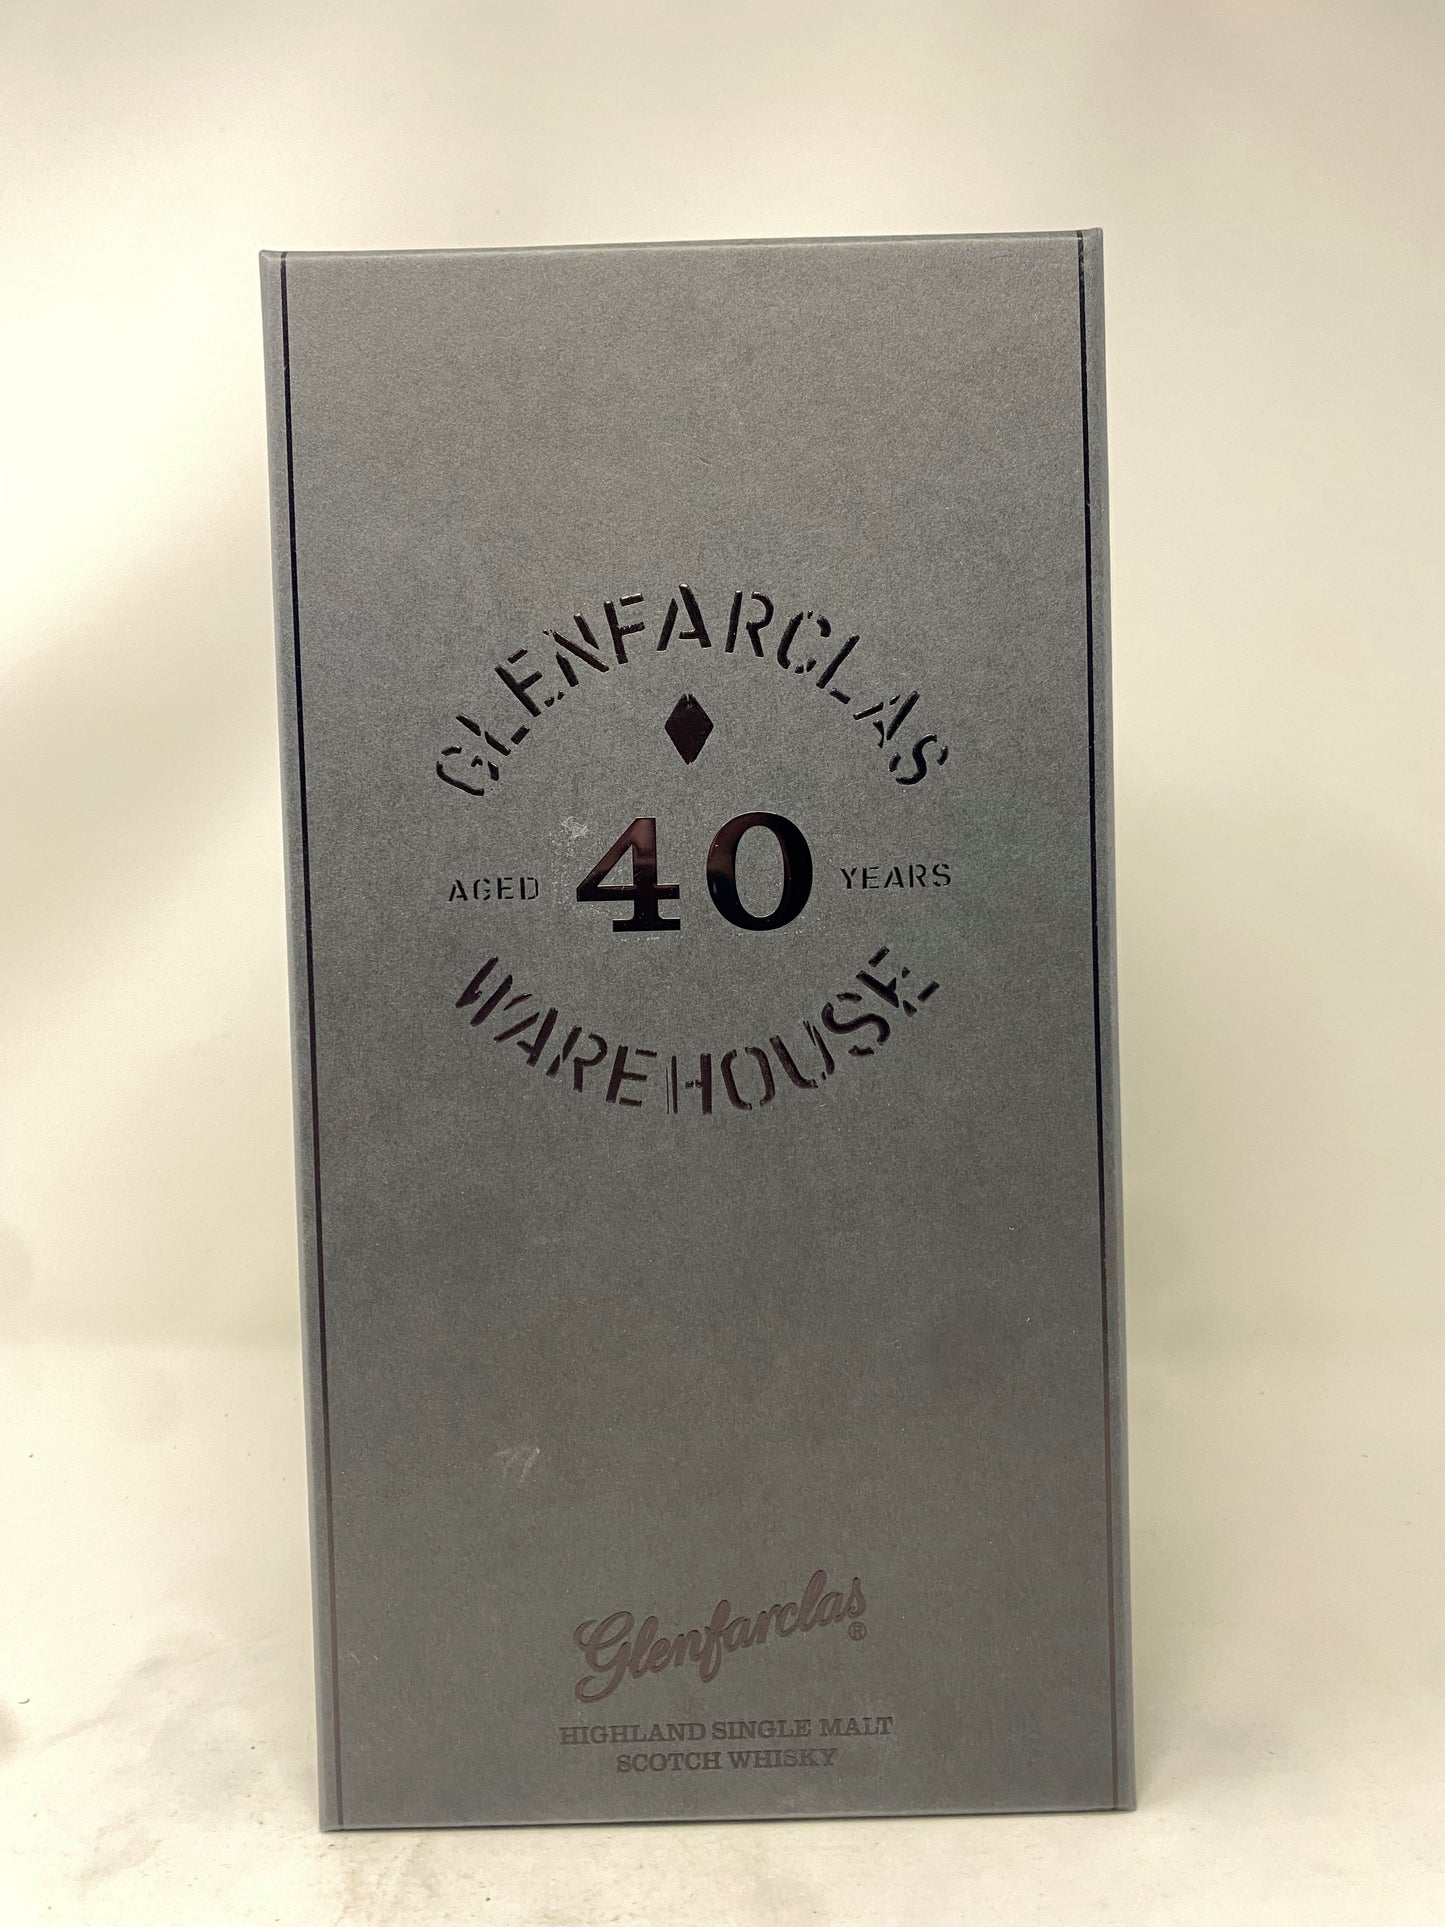 GLENFARCLAS
AGED 40 YEARS
WAREHOUSE
Glenfarclas®
HIGHLAND SINGLE MALT
SCOTCH WHISKY